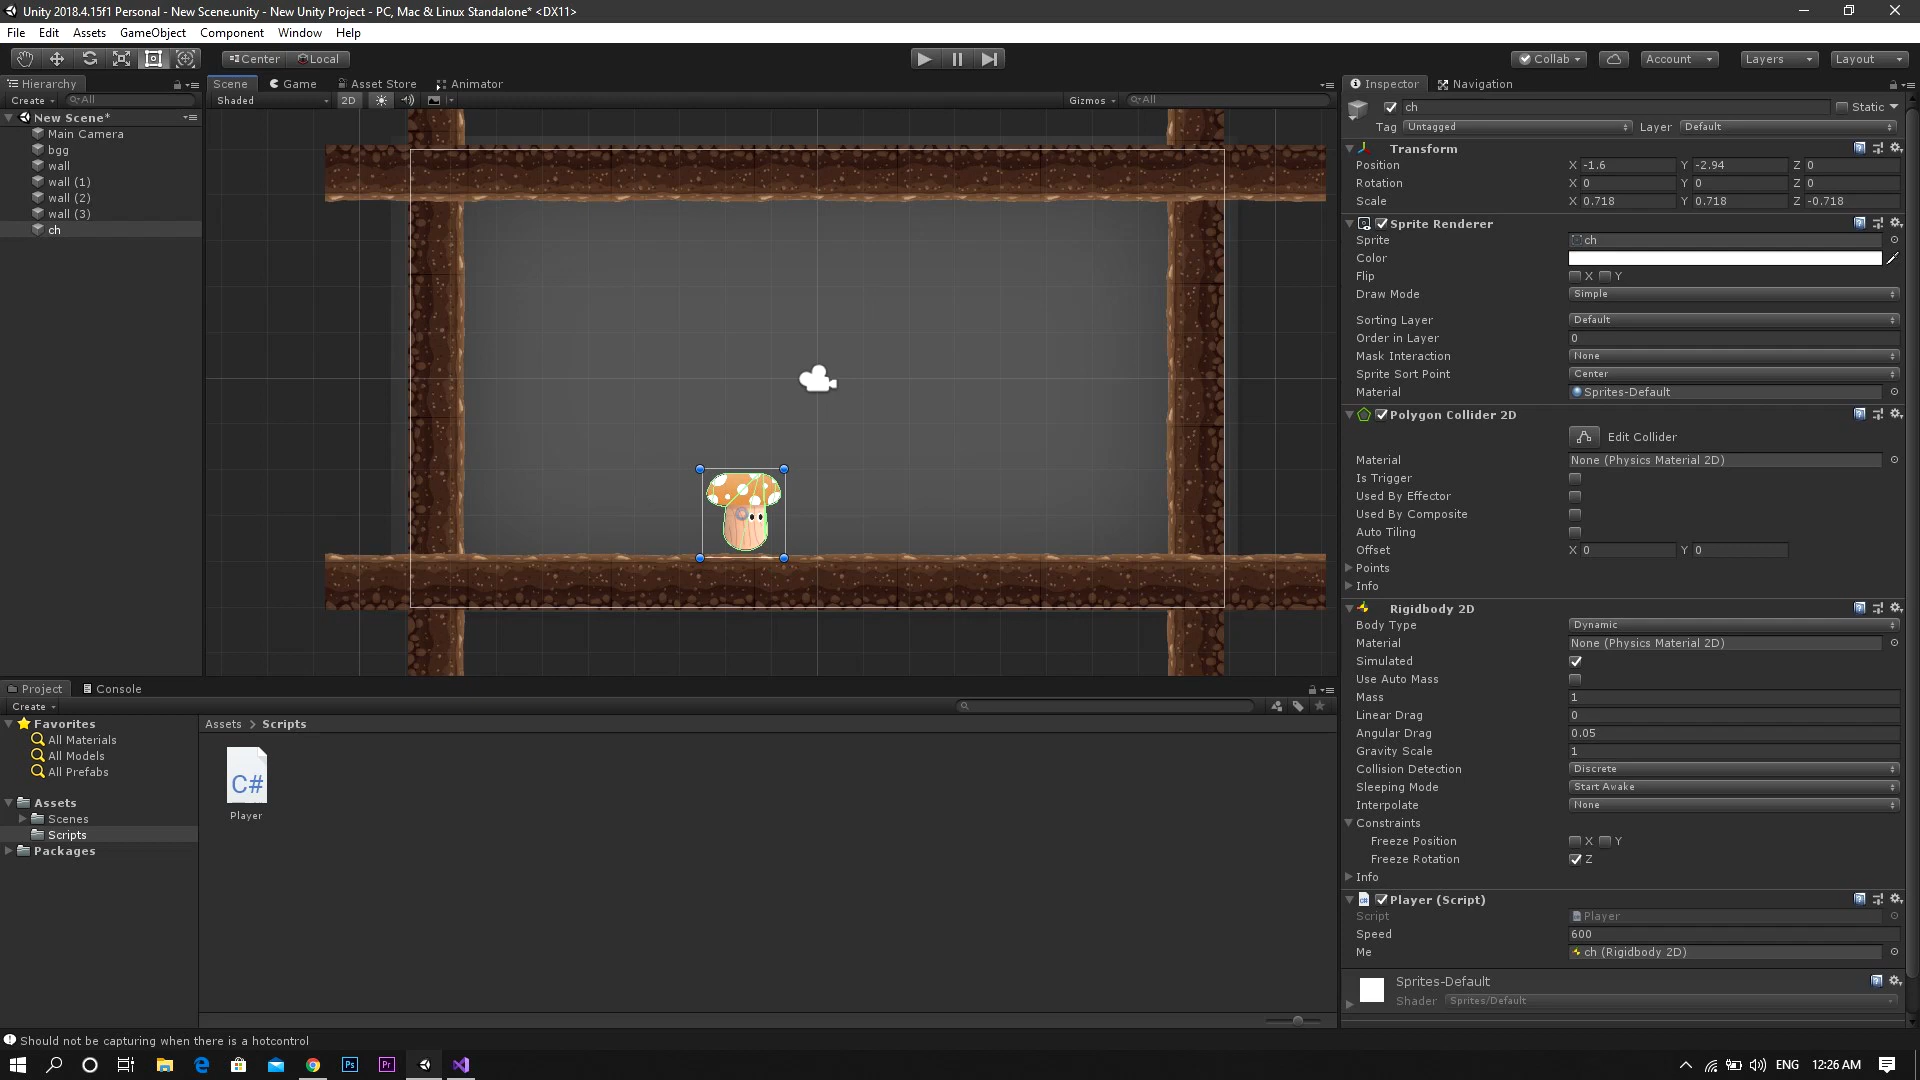 Unity 2018.4.15f1 Personal - New Scene.unity - New Unity Project - PC, Mac & Linux Standalone* <DX11>
File Edit Assets GameObject Component Window Help
Center Local Collab Account Layers Layout
Hierarchy Scene Game Asset Store Animator Inspector Navigation
Create All Shaded 2D Gizmos All
New Scene*
Main Camera
bgg
wall
wall (1)
wall (2)
wall (3)
ch
ch Static
Tag Untagged Layer Default
Transform
Position X -1.6 Y -2.94 Z 0
Rotation X 0 Y 0 Z 0
Scale X 0.718 Y 0.718 Z -0.718
Sprite Renderer
Sprite ch
Color
Flip X Y
Draw Mode Simple
Sorting Layer Default
Order in Layer 0
Mask Interaction None
Sprite Sort Point Center
Material Sprites-Default
Polygon Collider 2D
Edit Collider
Material None (Physics Material 2D)
Is Trigger
Used By Effector
Used By Composite
Auto Tiling
Offset X 0 Y 0
Points
Info
Rigidbody 2D
Body Type Dynamic
Material None (Physics Material 2D)
Simulated
Use Auto Mass
Mass 1
Linear Drag 0
Angular Drag 0.05
Gravity Scale 1
Collision Detection Discrete
Sleeping Mode Start Awake
Interpolate None
Constraints
Freeze Position X Y
Freeze Rotation Z
Info
Player (Script)
Script Player
Speed 600
Me ch (Rigidbody 2D)
Sprites-Default
Shader Sprites/Default
Project Console
Create
Favorites
All Materials
All Models
All Prefabs
Assets
Scenes
Scripts
Packages
Assets > Scripts
C#
Player
Should not be capturing when there is a hotcontrol
Ps Pr ENG 12:26 AM